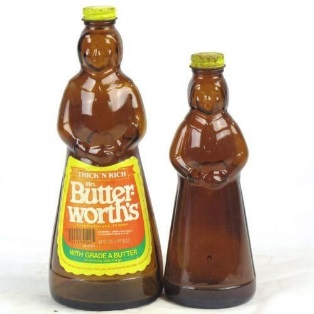 THICK 'N RICH
Mrs.
Butter-
worth's
WITH GRADE A BUTTER